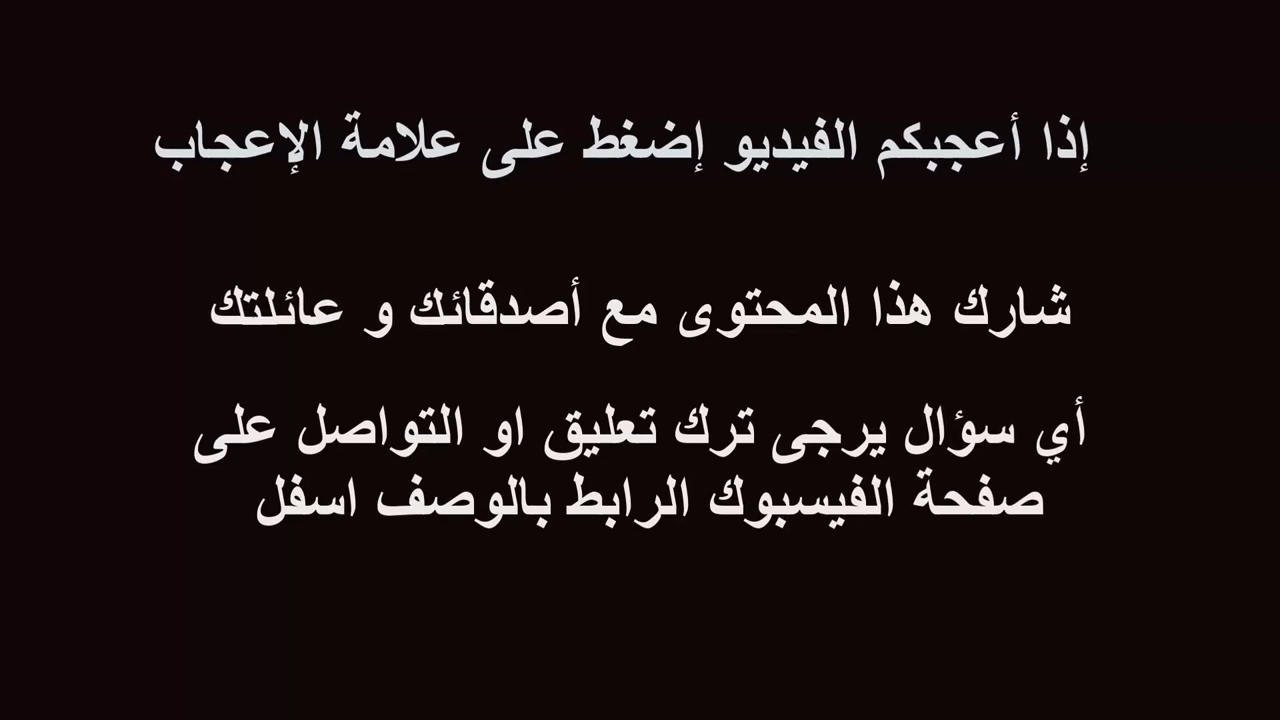 إذا أعجبكم الفيديو إضغط على علامة الإعجاب
شارك هذا المحتوى مع أصدقائك و عائلتك
أي سؤال يرجى ترك تعليق او التواصل على
صفحة الفيسبوك الرابط بالوصف اسفل